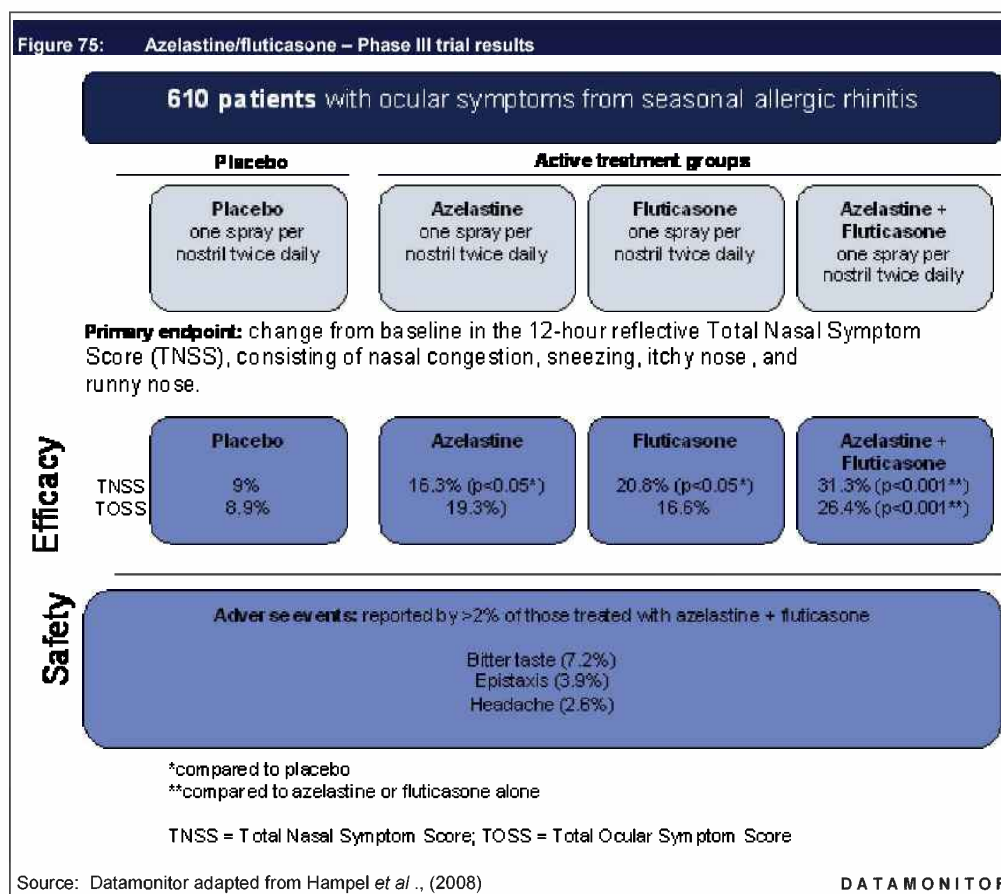 Figure 75: Azelastine/fluticasone – Phase III trial results
610 patients with ocular symptoms from seasonal allergic rhinitis
Placebo
Active treatment groups
Placebo
one spray per
nostril twice daily
Azelastine
one spray per
nostril twice daily
Fluticasone
one spray per
nostril twice daily
Azelastine +
Fluticasone
one spray per
nostril twice daily
Primary endpoint: change from baseline in the 12-hour reflective Total Nasal Symptom
Score (TNSS), consisting of nasal congestion, sneezing, itchy nose, and
runny nose.
Efficacy
TNSS
TOSS
Placebo
9%
8.9%
Azelastine
16.3% (p<0.05*)
19.3%)
Fluticasone
20.8% (p<0.05*)
16.6%
Azelastine +
Fluticasone
31.3% (p<0.001**)
26.4% (p<0.001**)
Safety
Adverse events: reported by >2% of those treated with azelastine + fluticasone
Bitter taste (7.2%)
Epistaxis (3.9%)
Headache (2.6%)
*compared to placebo
**compared to azelastine or fluticasone alone
TNSS = Total Nasal Symptom Score; TOSS = Total Ocular Symptom Score
Source: Datamonitor adapted from Hampel et al ., (2008)
DATAMONITOR